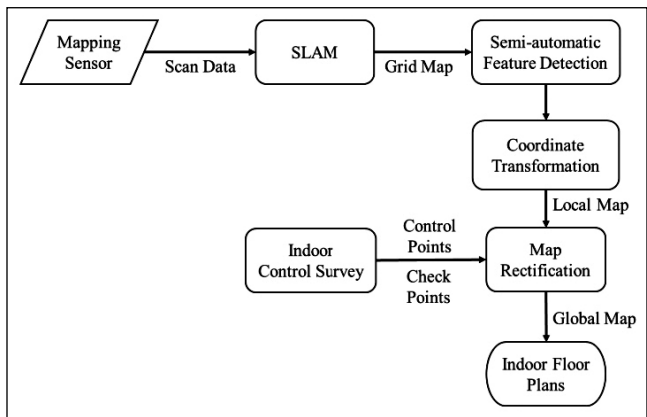 Mapping
Sensor
Scan Data
SLAM
Grid Map
Semi-automatic
Feature Detection
Coordinate
Transformation
Local Map
Indoor
Control Survey
Control
Points
Check
Points
Map
Rectification
Global Map
Indoor Floor
Plans